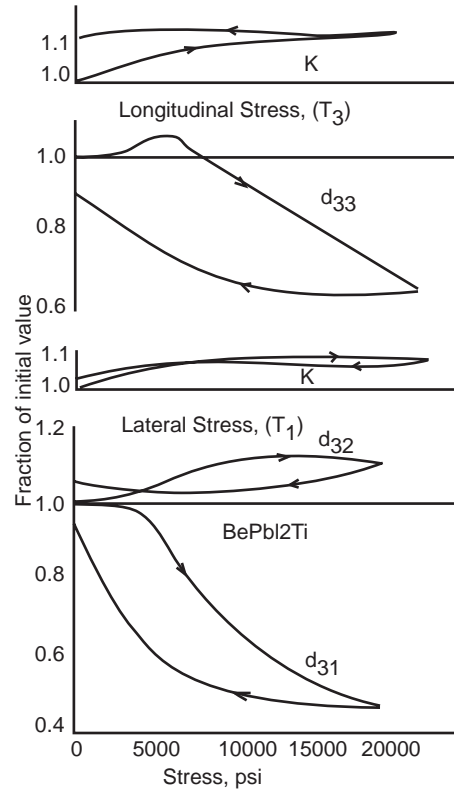 1.1
1.0
K
Longitudinal Stress, (T3)
1.0
d33
0.8
0.6
1.1
1.0
K
Fraction of initial value
1.2
Lateral Stress, (T1)
d32
1.0
BePbl2Ti
0.8
0.6
d31
0.4
0 5000 10000 15000 20000
Stress, psi